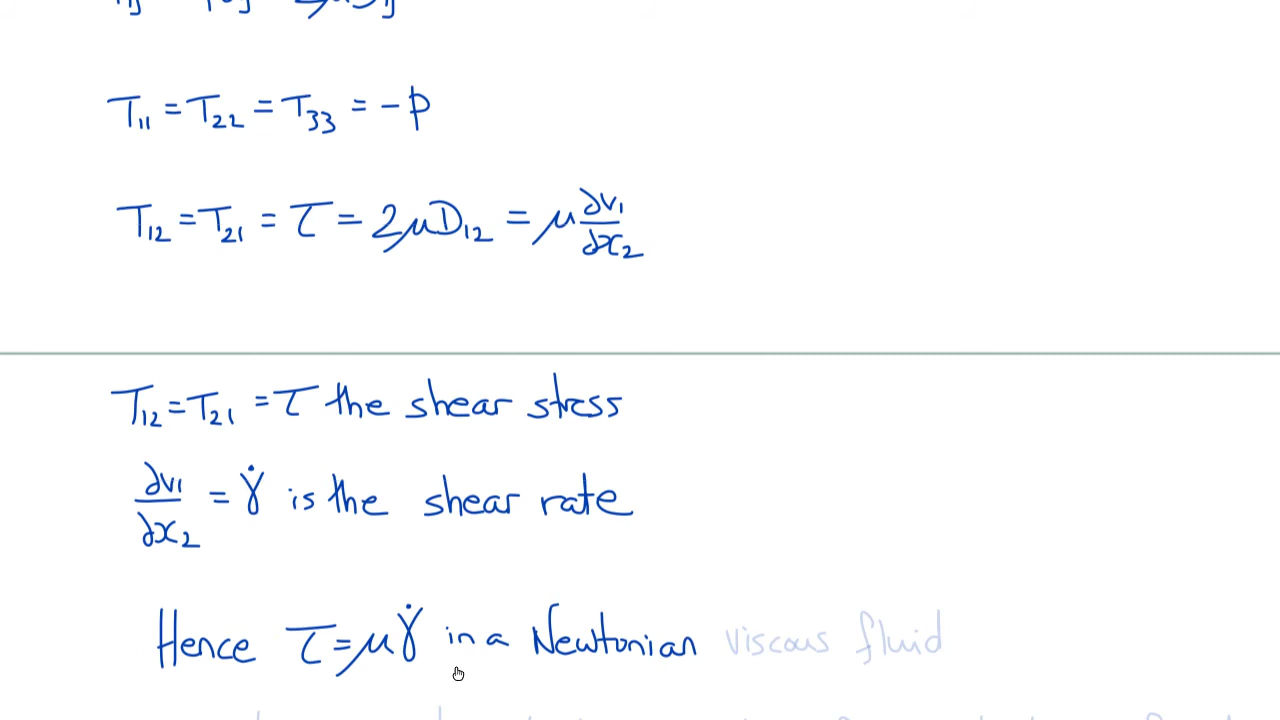 T₁₁ = T₂₂ = T₃₃ = -p
T₁₂ = T₂₁ = τ = 2μD₁₂ = μ ∂v₁/∂x₂
T₁₂ = T₂₁ = τ the shear stress
∂v₁/∂x₂ = γ̇ is the shear rate
Hence τ = μγ̇ in a Newtonian viscous fluid